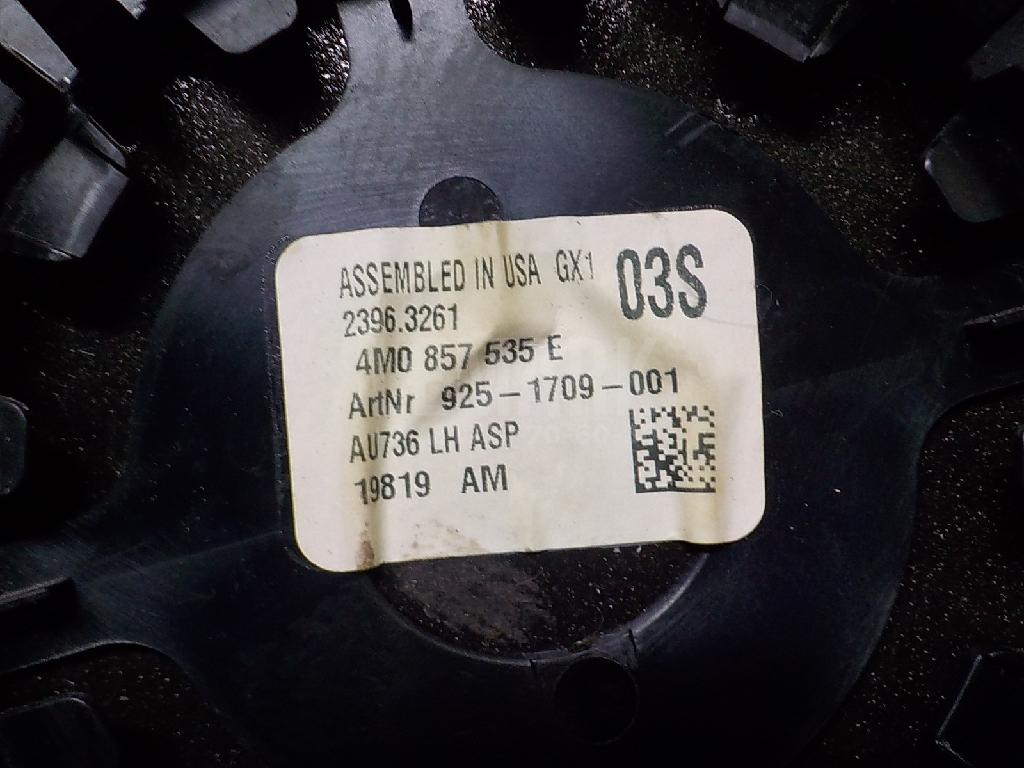 ASSEMBLED IN USA GX1 03S
2396.3261
4M0 857 535 E
ArtNr 925-1709-001
AU736 LH ASP
19819 AM